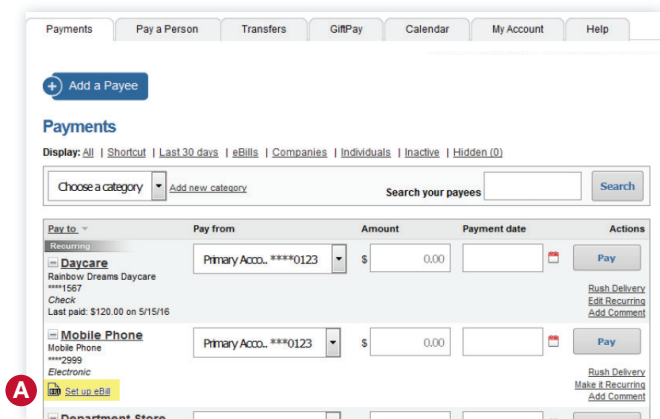 Payments Pay a Person Transfers GiftPay Calendar My Account Help
+ Add a Payee
Payments
Display: All | Shortcut | Last 30 days | eBills | Companies | Individuals | Inactive | Hidden (0)
Choose a category Add new category Search your payees Search
Pay to Pay from Amount Payment date Actions
Recurring
Daycare Primary Acco... ****0123 $ 0.00 Pay
Rainbow Dreams Daycare
****1567 Rush Delivery
Check Edit Recurring
Last paid: $120.00 on 5/15/16 Add Comment
Mobile Phone Primary Acco... ***0123 $ 0.00 Pay
Mobile Phone
****2999
Electronic Rush Delivery
A Set up eBill Make it Recurring
Add Comment
Department Store